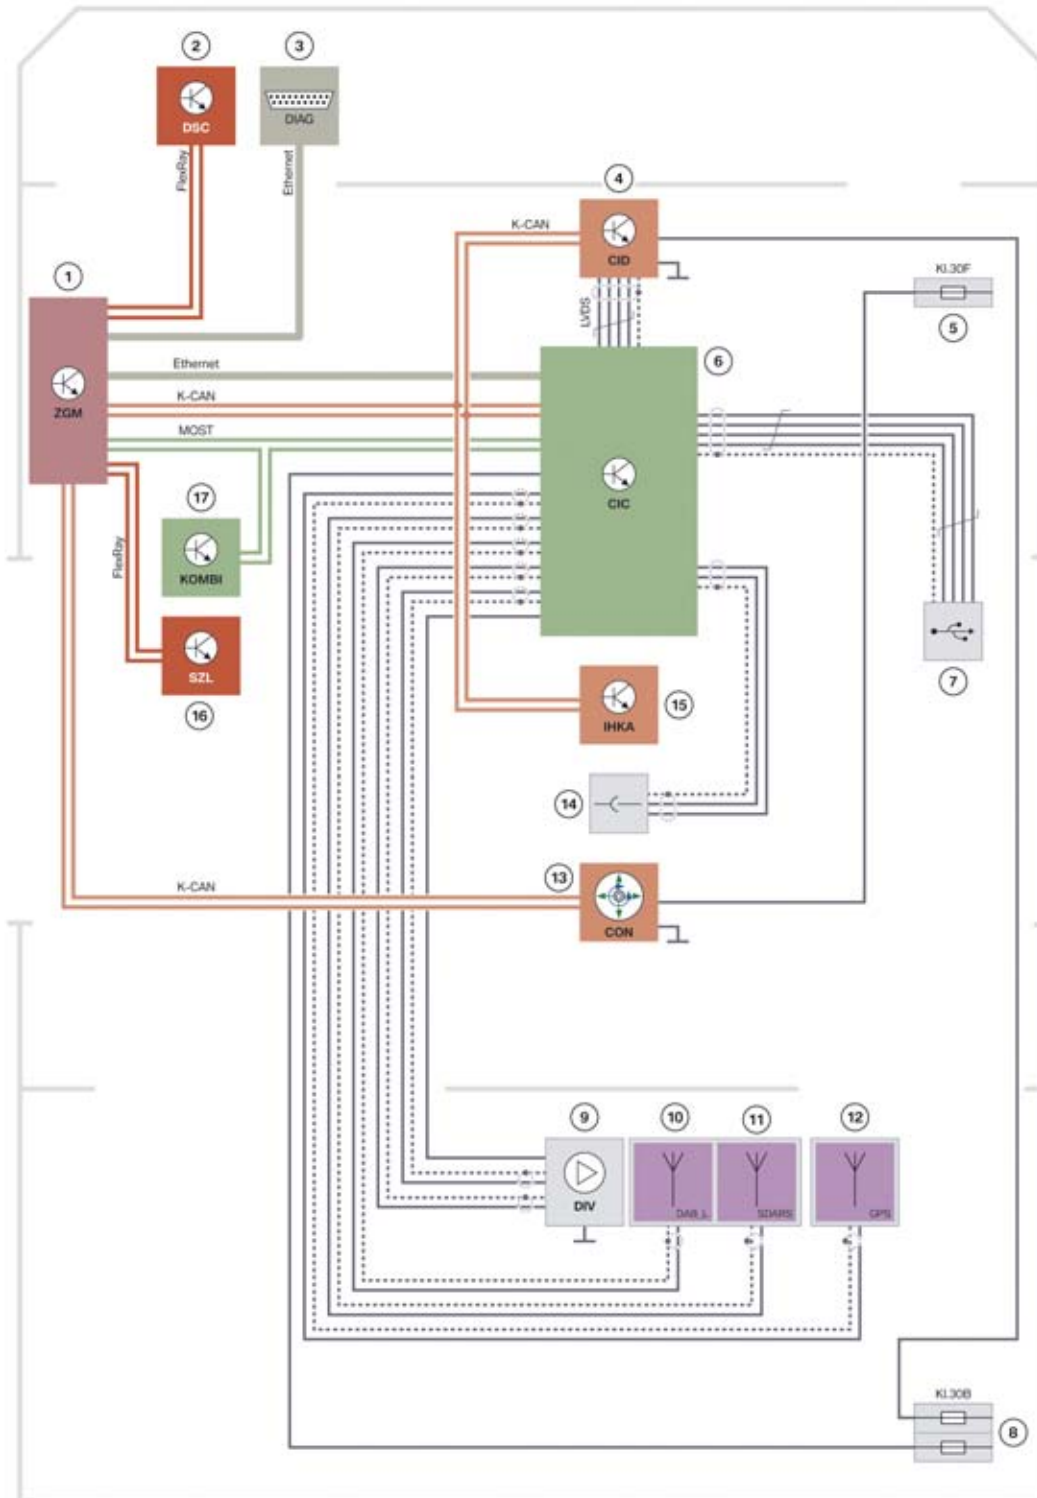 2
3
DSC
DIAG
FlexRay
Ethernet
4
K-CAN
CID
1
Kl.30F
5
LVDS
6
Ethernet
K-CAN
ZGM
MOST
CIC
17
FlexRay
KOMBI
7
SZL
16
15
IHKA
14
13
K-CAN
CON
9
10
11
12
DIV
DAB_L
SDARS
GPS
Kl.30B
8